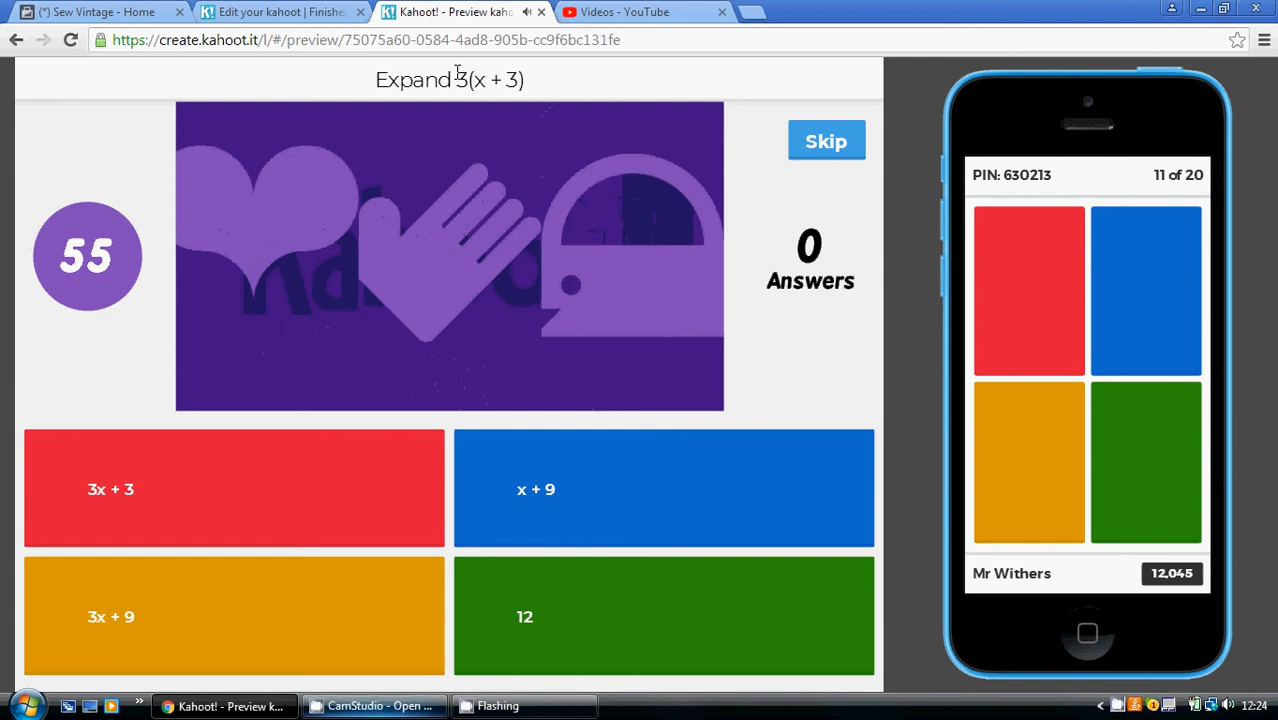 (*) Sew Vintage - Home
Edit your kahoot | Finishe
Kahoot! - Preview kaho
Videos - YouTube
https://create.kahoot.it/l/#/preview/75075a60-0584-4ad8-905b-cc9f6bc131fe
Expand 3(x + 3)
Skip
55
0
Answers
3x + 3
x + 9
3x + 9
12
PIN: 630213
11 of 20
Mr Withers
12,045
Kahoot! - Preview k...
CamStudio - Open ...
Flashing
12:24